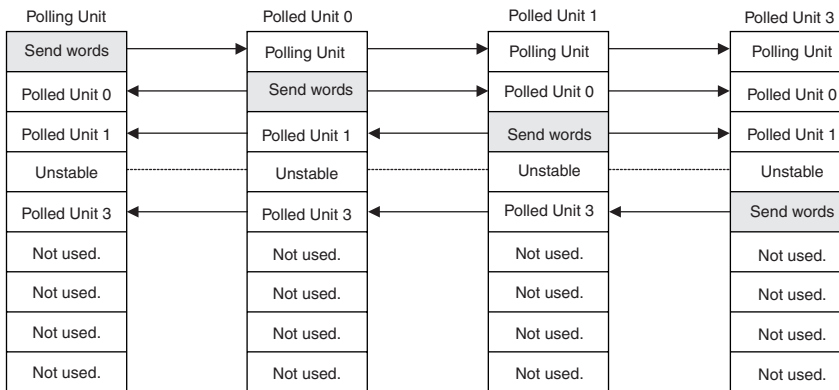 Polling Unit Polled Unit 0 Polled Unit 1 Polled Unit 3
Send words Polling Unit Polling Unit Polling Unit
Polled Unit 0 Send words Polled Unit 0 Polled Unit 0
Polled Unit 1 Polled Unit 1 Send words Polled Unit 1
Unstable Unstable Unstable Unstable
Polled Unit 3 Polled Unit 3 Polled Unit 3 Send words
Not used. Not used. Not used. Not used.
Not used. Not used. Not used. Not used.
Not used. Not used. Not used. Not used.
Not used. Not used. Not used. Not used.